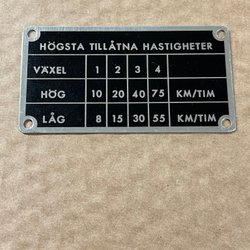 HÖGSTA TILLÅTNA HASTIGHETER
VÄXEL 1 2 3 4
HÖG 10 20 40 75 KM/TIM
LÅG 8 15 30 55 KM/TIM